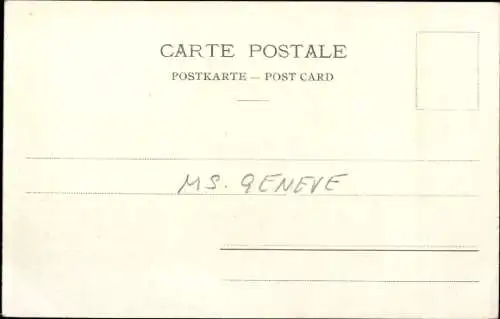 CARTE POSTALE
POSTKARTE — POST CARD
MS. GENEVE